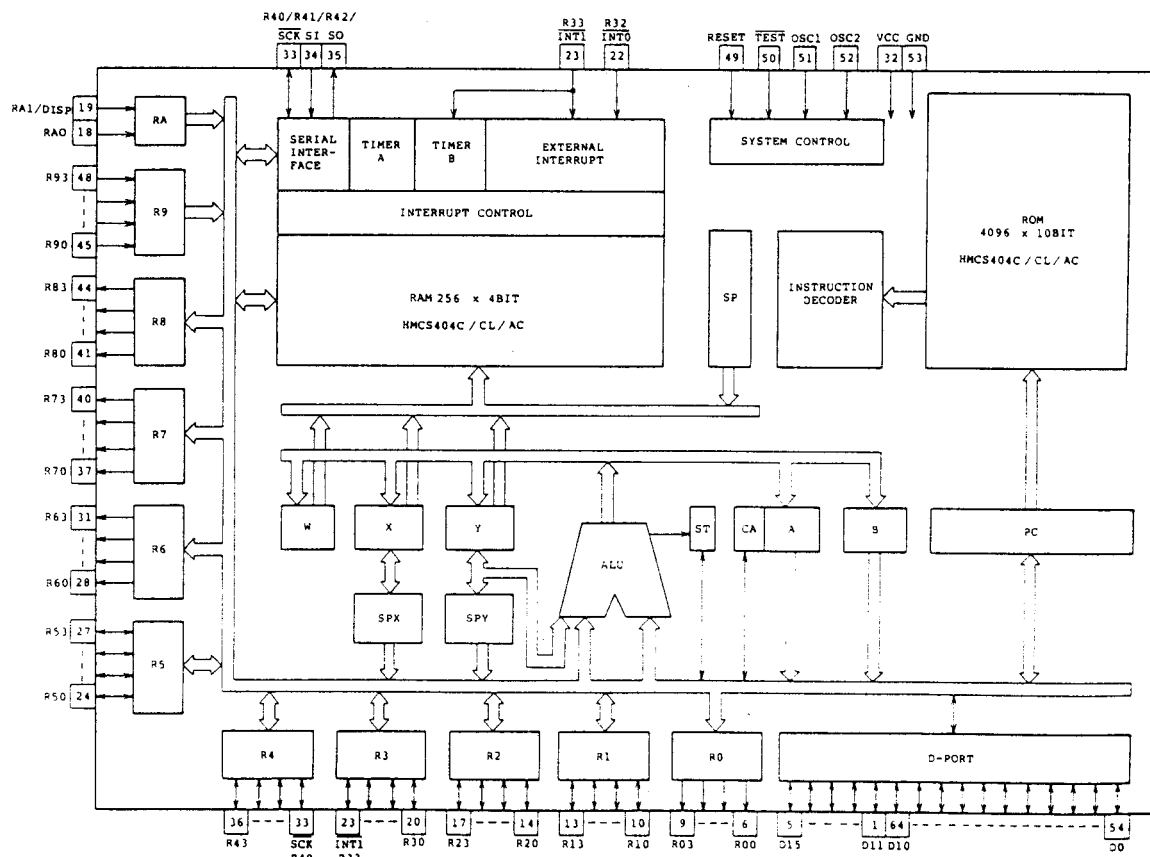 R40/R41/R42/
SCK SI SO
33 34 35
R33
INT1
23
R32
INT0
22
RESET
49
TEST
50
OSC1
51
OSC2
52
VCC
32
GND
53
RA1/DISP 19
RA0 18
RA
R93 48
R90 45
R9
R83 44
R80 41
R8
R73 40
R70 37
R7
R63 31
R60 28
R6
R53 27
R50 24
R5
SERIAL
INTER-
FACE
TIMER
A
TIMER
B
EXTERNAL
INTERRUPT
INTERRUPT CONTROL
RAM 256 x 4BIT
HMCS404C/CL/AC
SYSTEM CONTROL
SP
INSTRUCTION
DECODER
ROM
4096 x 10BIT
HMCS404C/CL/AC
W
X
Y
SPX
SPY
ALU
ST
CA
A
B
PC
R4
R3
R2
R1
R0
D-PORT
36 33 23 20 17 14 13 10 9 6 5 1 64 54
R43 SCK INT1 R30 R23 R20 R13 R10 R03 R00 D15 D11 D10 D0
R40 R33